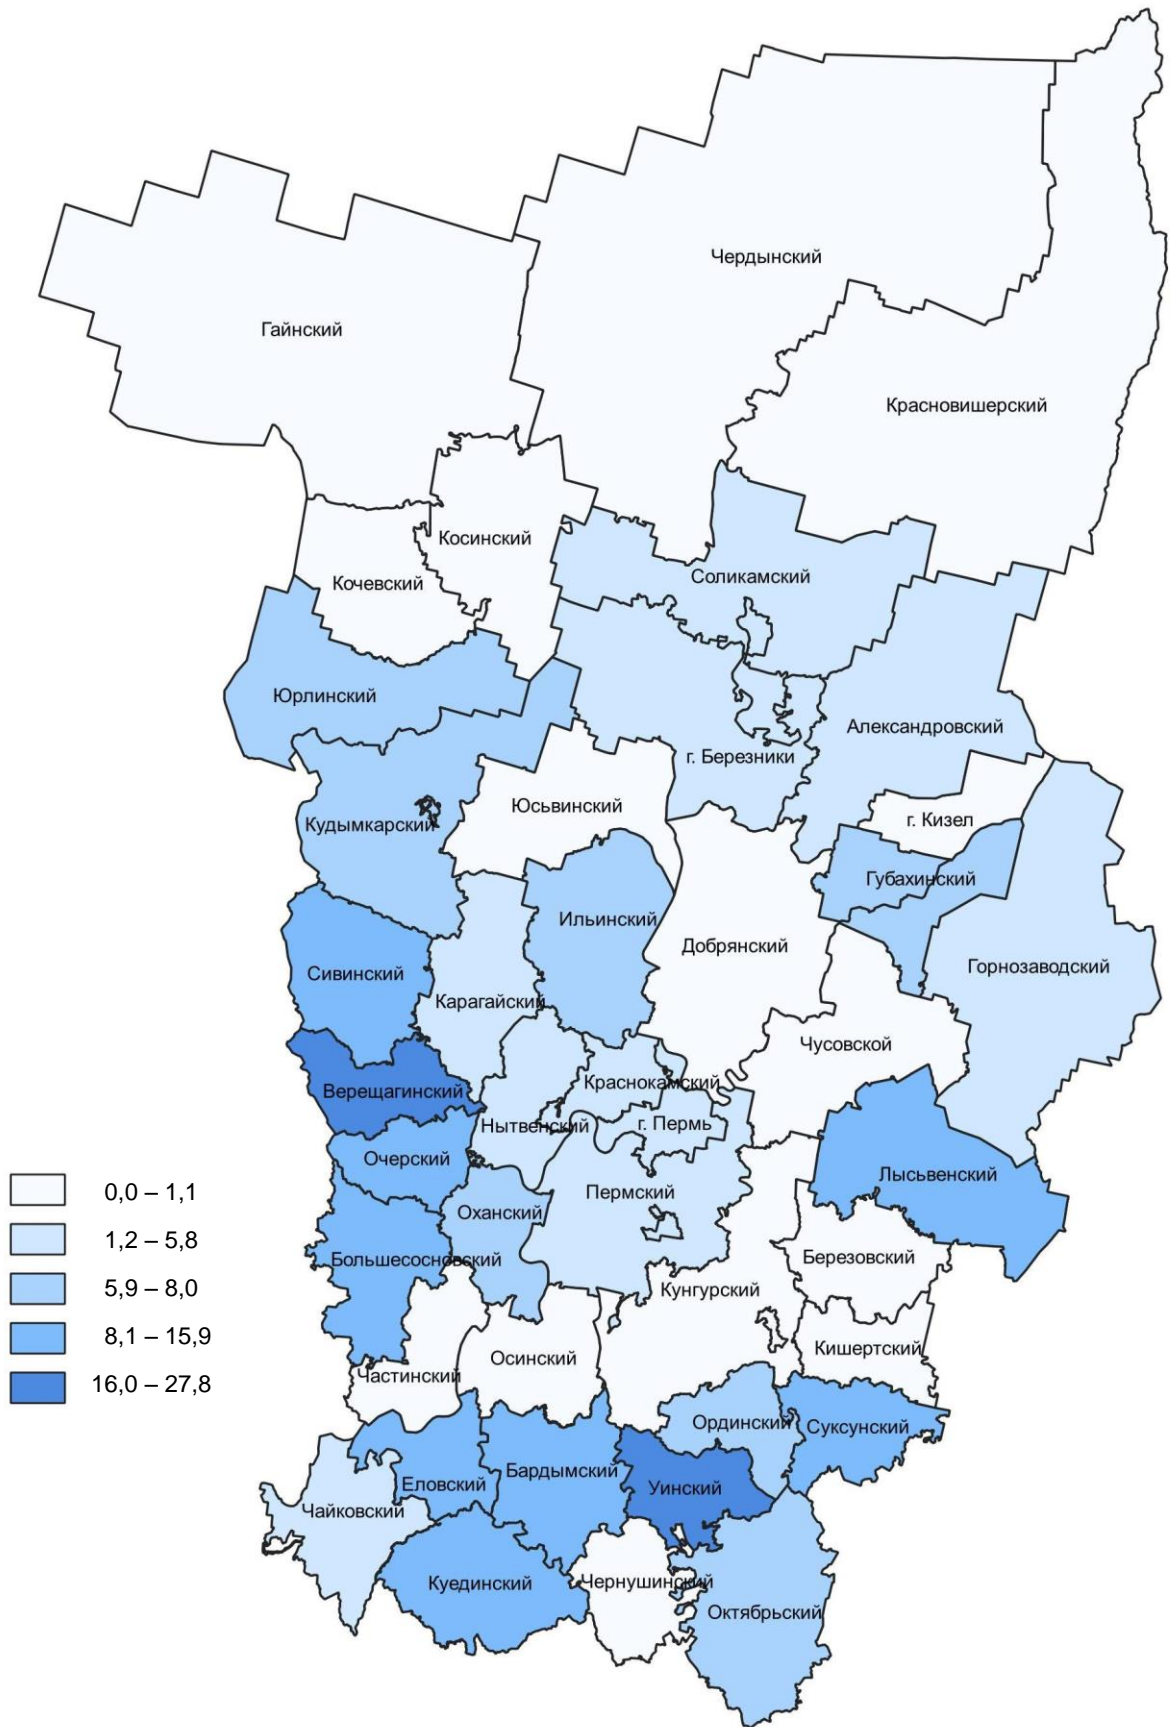 Чердынский
Гайнский
Красновишерский
Косинский
Соликамский
Кочевский
Юрлинский
Александровский
г. Березники
Юсьвинский
г. Кизел
Кудымкарский
Губахинский
Ильинский
Добрянский
Горнозаводский
Сивинский
Карагайский
Чусовской
Краснокамский
Верещагинский
г. Пермь
Нытвенский
Очерский
Лысьвенский
Пермский
Оханский
Березовский
Большесосновский
Кунгурский
Кишертский
Осинский
Частинский
Ординский
Суксунский
Бардымский
Еловский
Уинский
Чайковский
Куединский
Чернушинский
Октябрьский
0,0 – 1,1
1,2 – 5,8
5,9 – 8,0
8,1 – 15,9
16,0 – 27,8